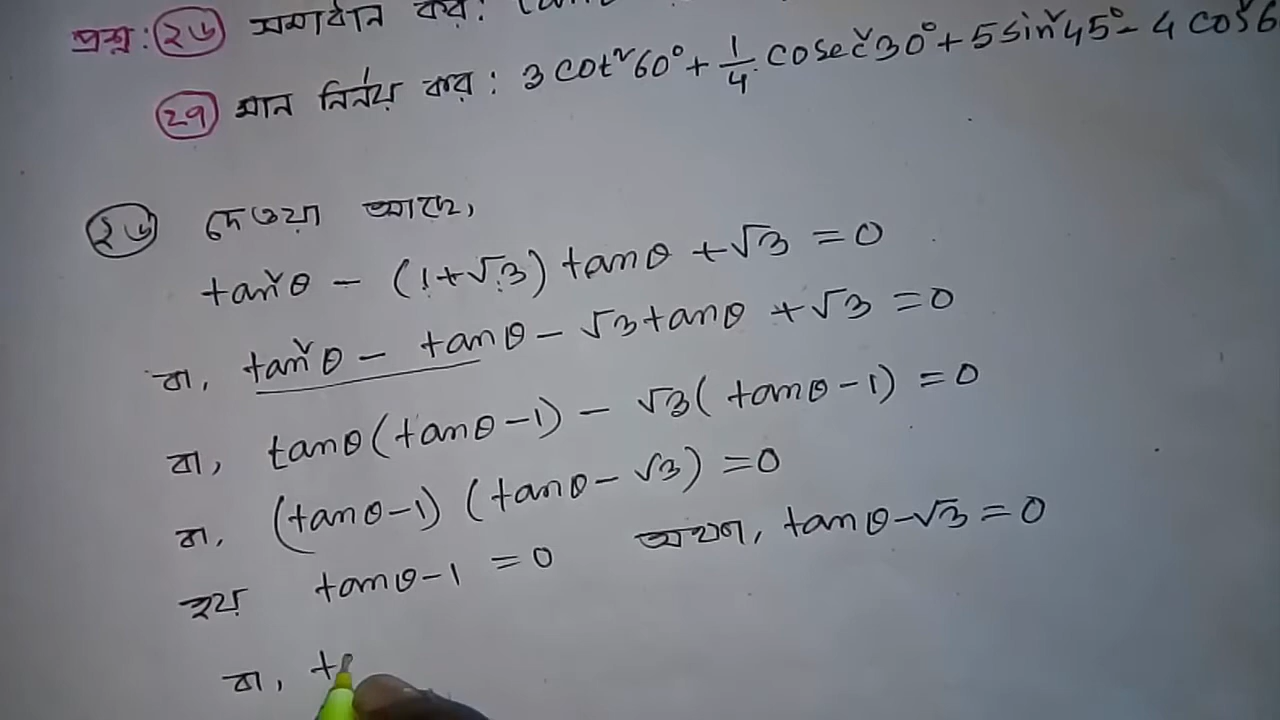 প্রশ্ন: ২৬ সমাধান কর:
২৭ মান নির্নয় কর: 3 cot²60° + 1/4 cosec²30° + 5 sin²45° - 4 cos²6
২৬ দেওয়া আছে,
tan²θ - (1+√3) tanθ + √3 = 0
বা, tan²θ - tanθ - √3 tanθ + √3 = 0
বা, tanθ (tanθ - 1) - √3 (tanθ - 1) = 0
বা, (tanθ - 1) (tanθ - √3) = 0
হয় tanθ - 1 = 0 অথবা, tanθ - √3 = 0
বা, t